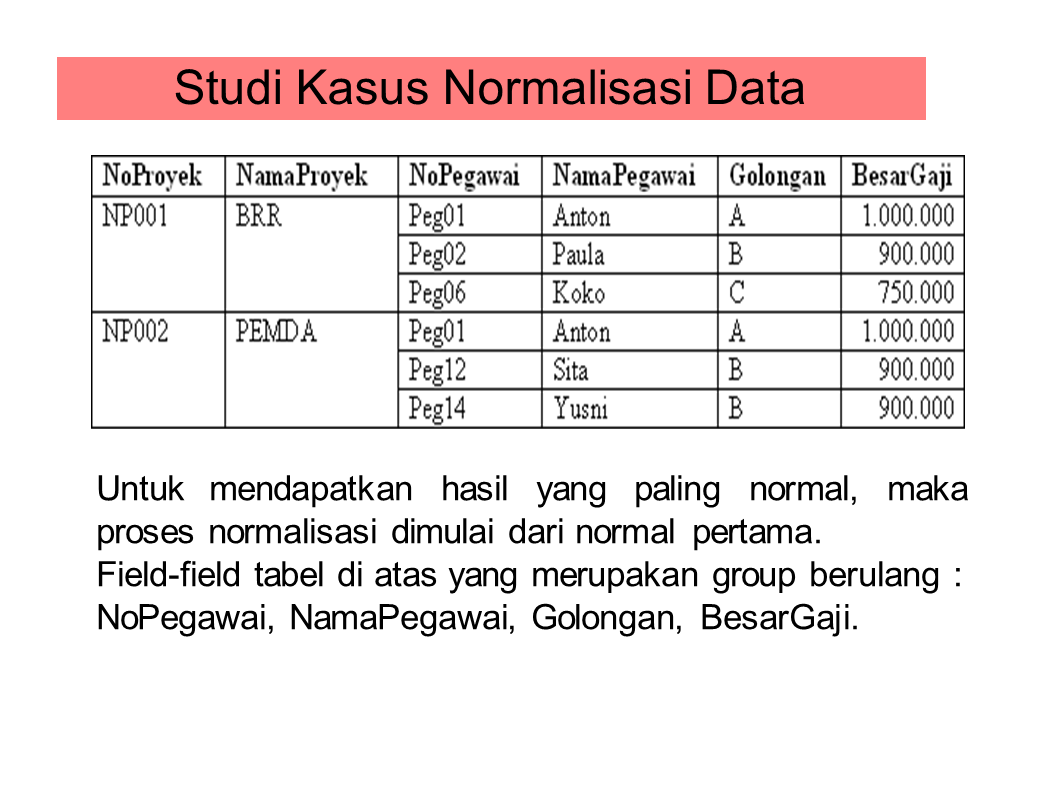 Studi Kasus Normalisasi Data
NoProyek NamaProyek NoPegawai NamaPegawai Golongan BesarGaji
NP001 BRR Peg01 Anton A 1.000.000
Peg02 Paula B 900.000
Peg06 Koko C 750.000
NP002 PEMDA Peg01 Anton A 1.000.000
Peg12 Sita B 900.000
Peg14 Yusni B 900.000
Untuk mendapatkan hasil yang paling normal, maka
proses normalisasi dimulai dari normal pertama.
Field-field tabel di atas yang merupakan group berulang :
NoPegawai, NamaPegawai, Golongan, BesarGaji.